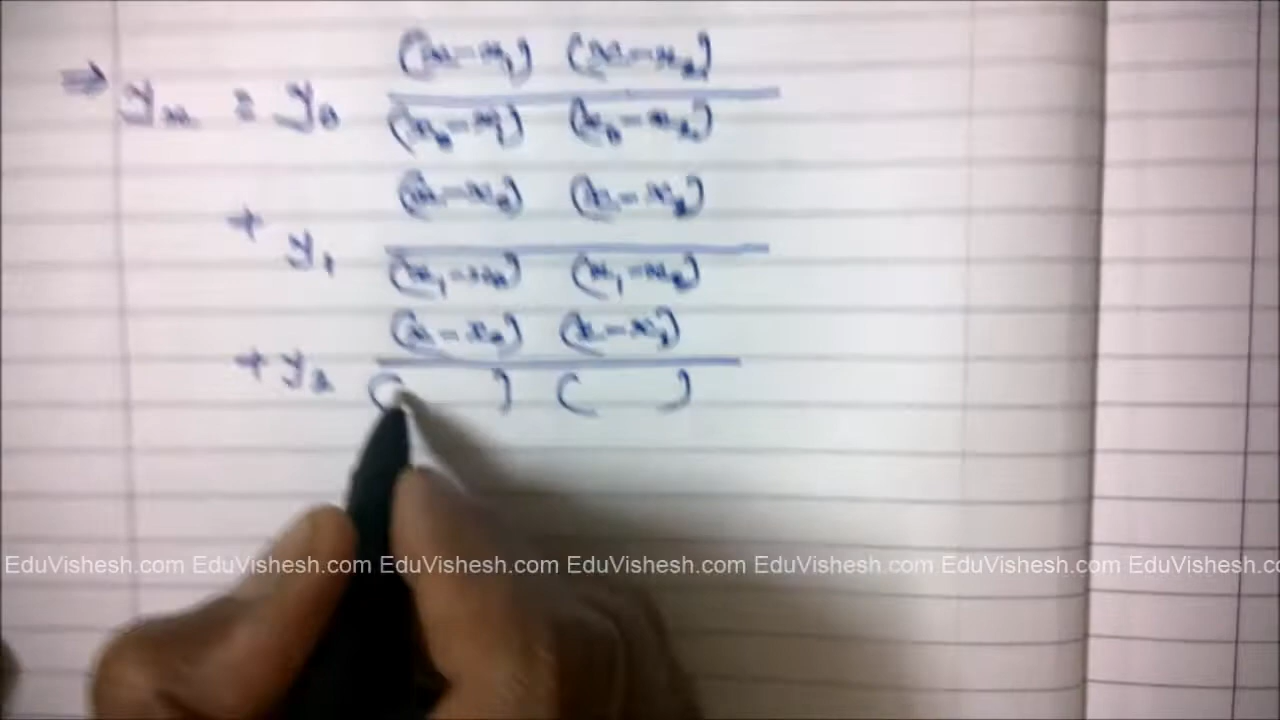 (x-x₁) (x-x₂)
⇒ yₓ = y₀
(x₀-x₁) (x₀-x₂)
(x-x₀) (x-x₂)
+ y₁
(x₁-x₀) (x₁-x₂)
(x-x₀) (x-x₁)
+ y₂
( ) ( )
EduVishesh.com EduVishesh.com EduVishesh.com EduVishesh.com EduVishesh.com EduVishesh.com EduVishesh.c